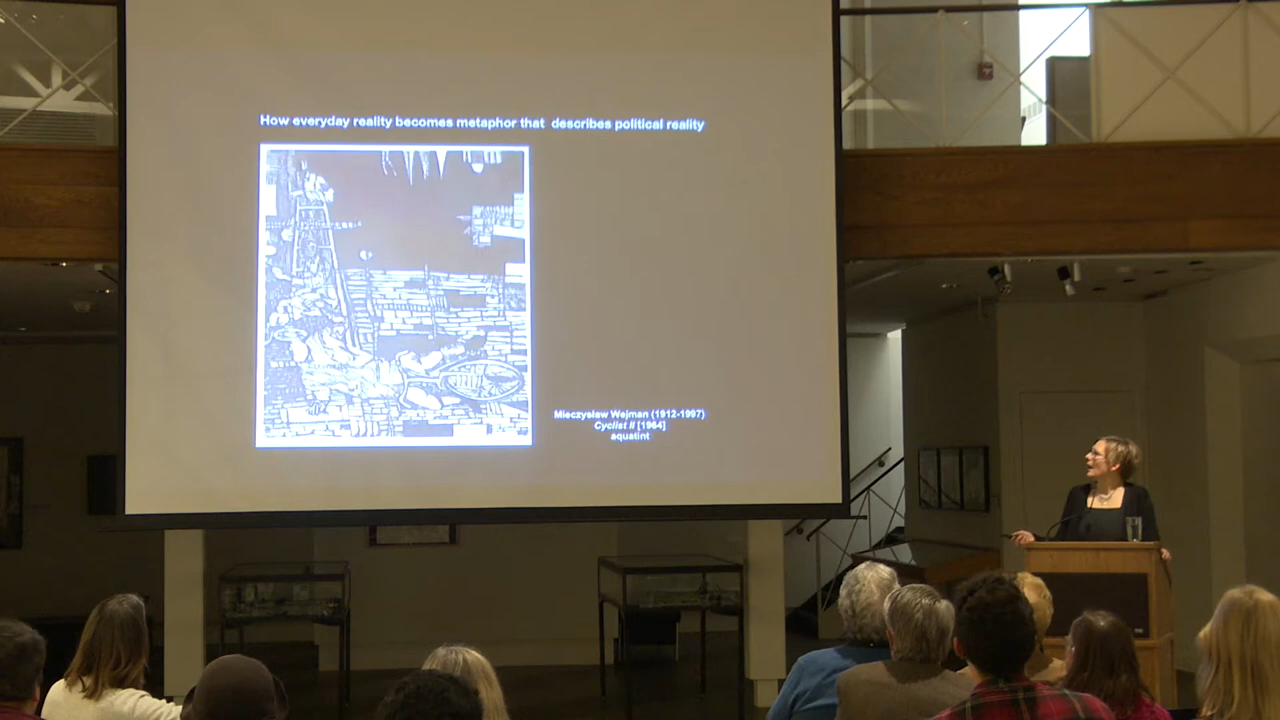 How everyday reality becomes metaphor that describes political reality
Mieczysław Wejman (1912-1997)
Cyclist II [1964]
aquatint